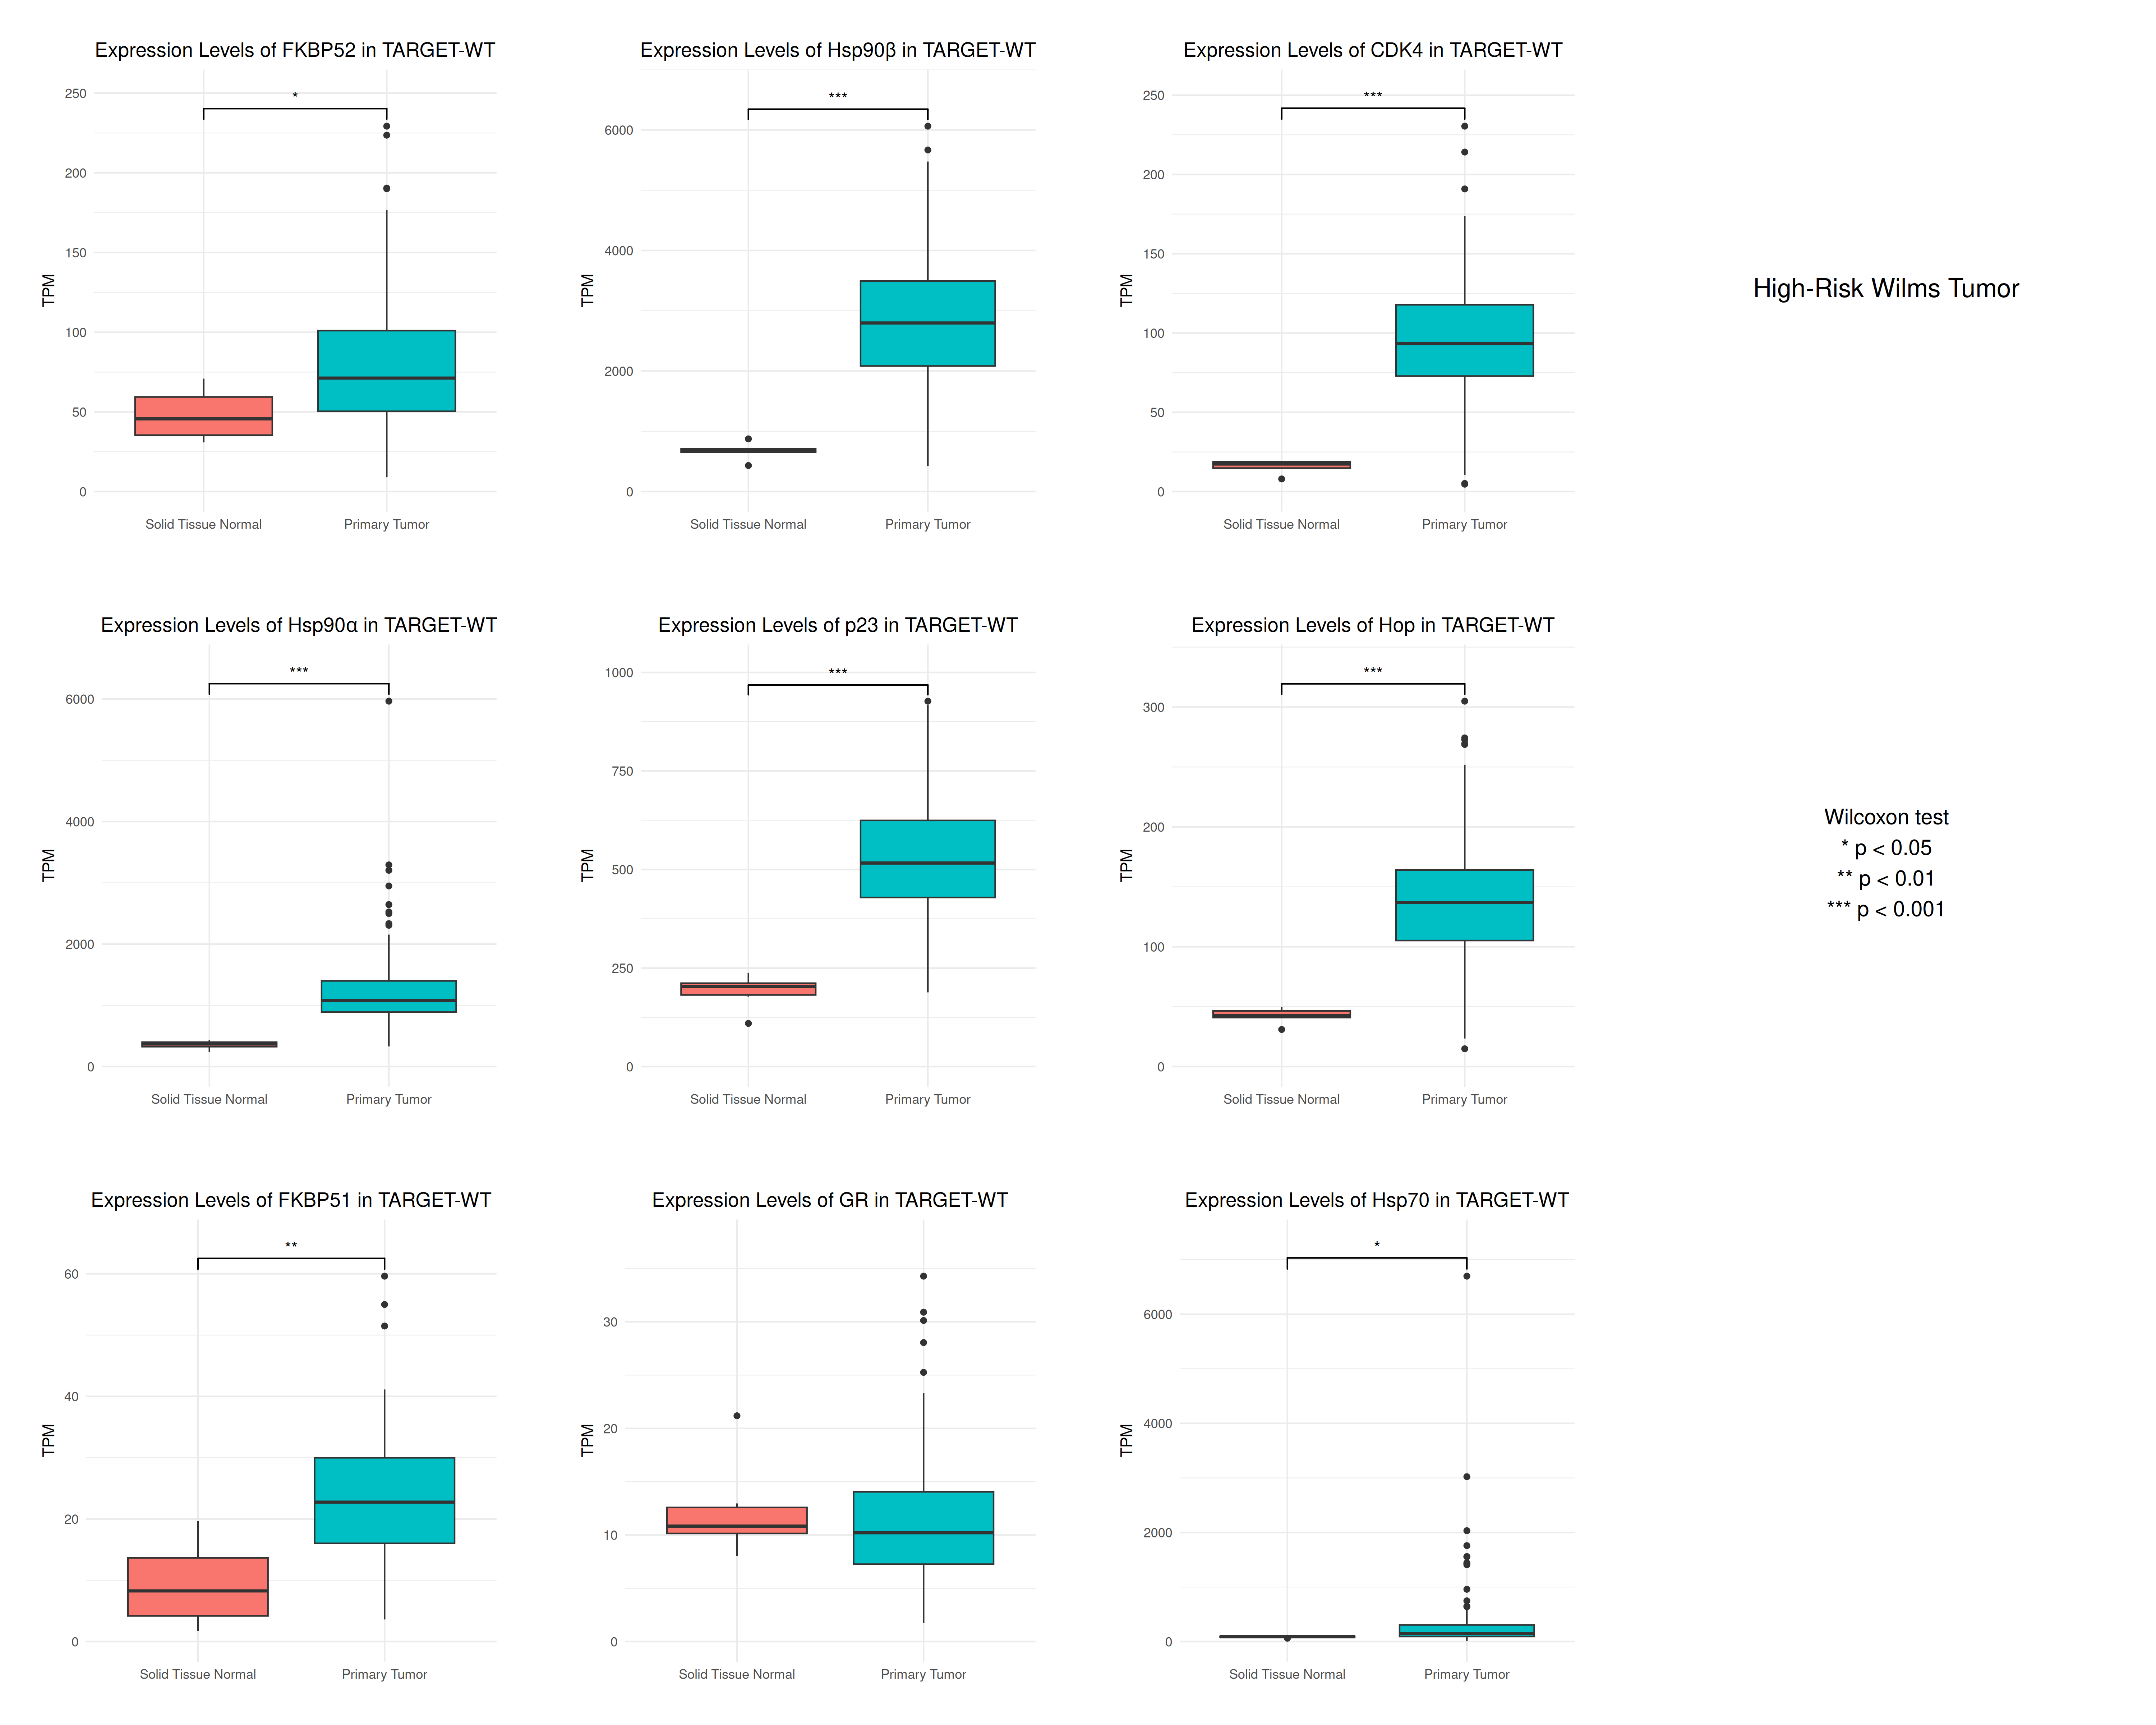 Expression Levels of FKBP52 in TARGET-WT
*
250
200
150
100
50
0
TPM
Solid Tissue Normal
Primary Tumor
Expression Levels of Hsp90β in TARGET-WT
***
6000
4000
2000
0
TPM
Solid Tissue Normal
Primary Tumor
Expression Levels of CDK4 in TARGET-WT
***
250
200
150
100
50
0
TPM
Solid Tissue Normal
Primary Tumor
High-Risk Wilms Tumor
Expression Levels of Hsp90α in TARGET-WT
***
6000
4000
2000
0
TPM
Solid Tissue Normal
Primary Tumor
Expression Levels of p23 in TARGET-WT
***
1000
750
500
250
0
TPM
Solid Tissue Normal
Primary Tumor
Expression Levels of Hop in TARGET-WT
***
300
200
100
0
TPM
Solid Tissue Normal
Primary Tumor
Wilcoxon test
* p < 0.05
** p < 0.01
*** p < 0.001
Expression Levels of FKBP51 in TARGET-WT
**
60
40
20
0
TPM
Solid Tissue Normal
Primary Tumor
Expression Levels of GR in TARGET-WT
30
20
10
0
TPM
Solid Tissue Normal
Primary Tumor
Expression Levels of Hsp70 in TARGET-WT
*
6000
4000
2000
0
TPM
Solid Tissue Normal
Primary Tumor